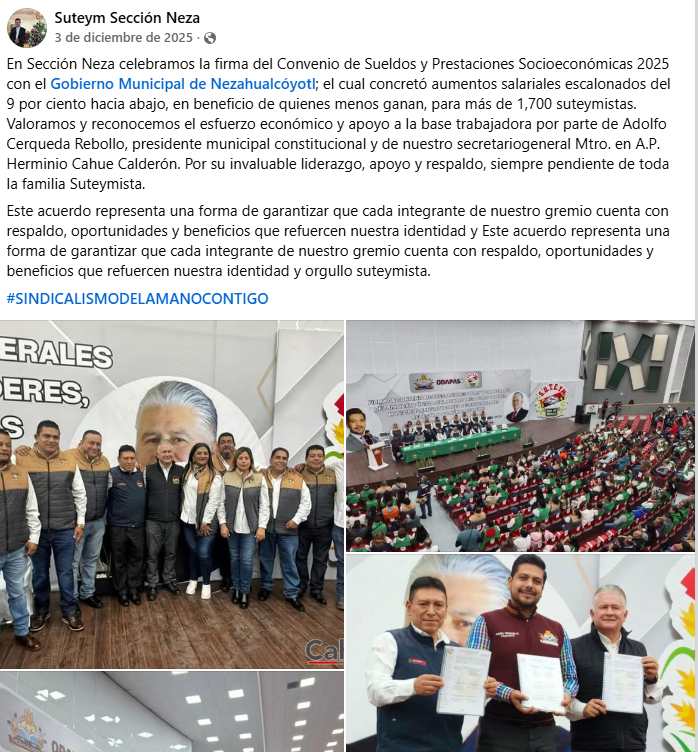 Suteym Sección Neza
3 de diciembre de 2025 ·
En Sección Neza celebramos la firma del Convenio de Sueldos y Prestaciones Socioeconómicas 2025
con el Gobierno Municipal de Nezahualcóyotl; el cual concretó aumentos salariales escalonados del
9 por ciento hacia abajo, en beneficio de quienes menos ganan, para más de 1,700 suteymistas.
Valoramos y reconocemos el esfuerzo económico y apoyo a la base trabajadora por parte de Adolfo
Cerqueda Rebollo, presidente municipal constitucional y de nuestro secretariogeneral Mtro. en A.P.
Herminio Cahue Calderón. Por su invaluable liderazgo, apoyo y respaldo, siempre pendiente de toda
la familia Suteymista.
Este acuerdo representa una forma de garantizar que cada integrante de nuestro gremio cuenta con
respaldo, oportunidades y beneficios que refuercen nuestra identidad y Este acuerdo representa una
forma de garantizar que cada integrante de nuestro gremio cuenta con respaldo, oportunidades y
beneficios que refuercen nuestra identidad y orgullo suteymista.
#SINDICALISMODELAMANOCONTIGO
ERALES
DERES,
S
Ca
ODAPAS